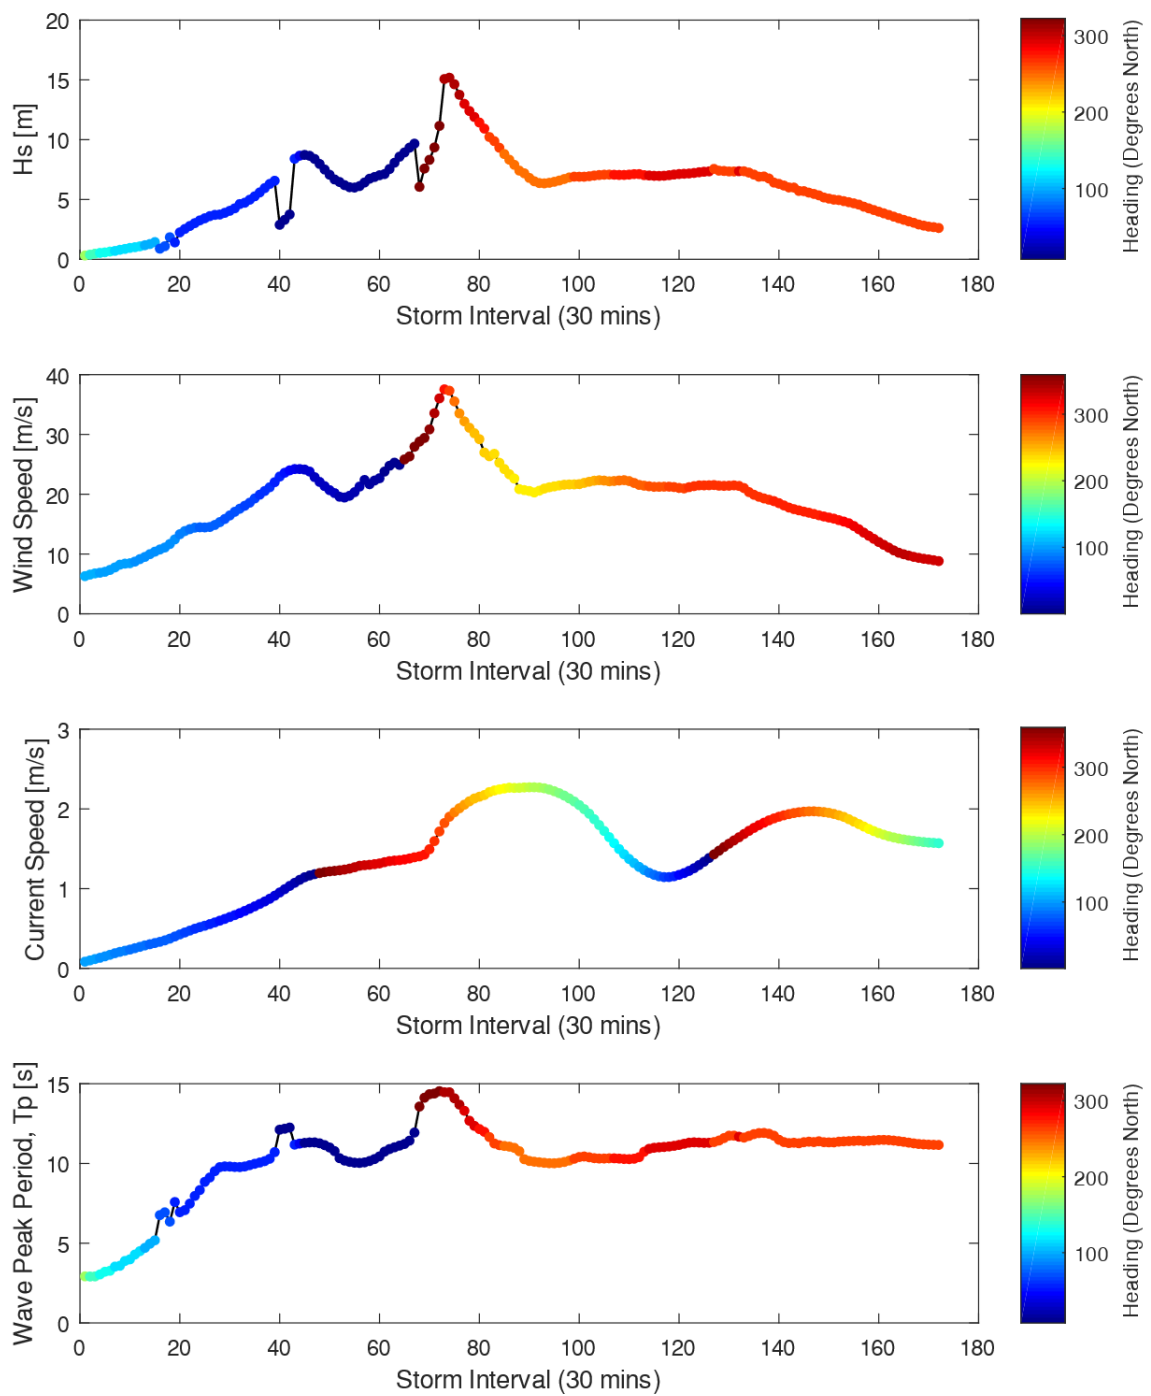 Hs [m]
20
15
10
5
0
0 20 40 60 80 100 120 140 160 180
Storm Interval (30 mins)
300
200
100
Heading (Degrees North)
Wind Speed [m/s]
40
30
20
10
0
0 20 40 60 80 100 120 140 160 180
Storm Interval (30 mins)
300
200
100
Heading (Degrees North)
Current Speed [m/s]
3
2
1
0
0 20 40 60 80 100 120 140 160 180
Storm Interval (30 mins)
300
200
100
Heading (Degrees North)
Wave Peak Period, Tp [s]
15
10
5
0
0 20 40 60 80 100 120 140 160 180
Storm Interval (30 mins)
300
200
100
Heading (Degrees North)